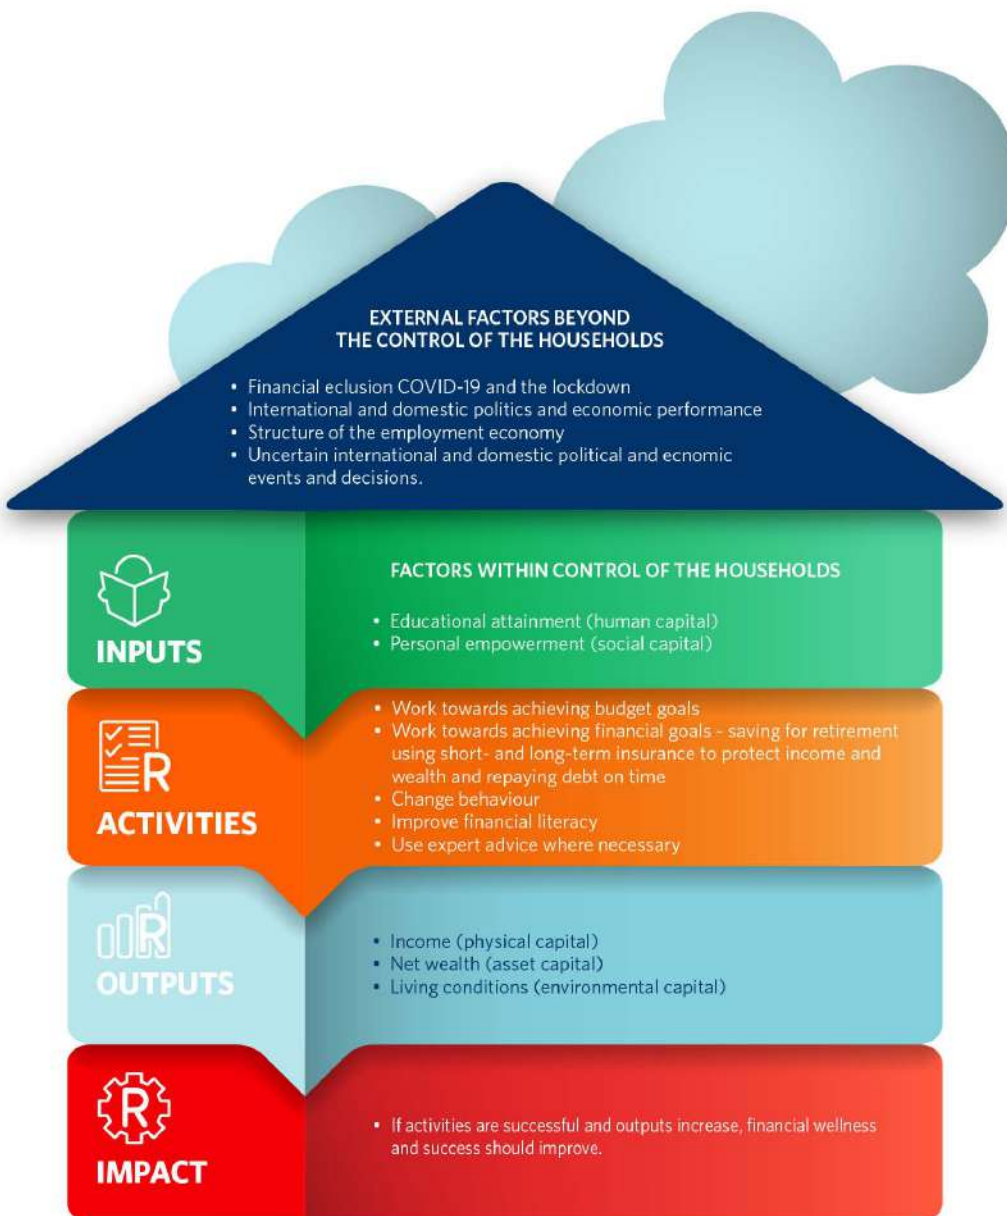 EXTERNAL FACTORS BEYOND
THE CONTROL OF THE HOUSEHOLDS
• Financial eclusion COVID-19 and the lockdown
• International and domestic politics and economic performance
• Structure of the employment economy
• Uncertain international and domestic political and ecnomic
events and decisions.
INPUTS
FACTORS WITHIN CONTROL OF THE HOUSEHOLDS
• Educational attainment (human capital)
• Personal empowerment (social capital)
R
ACTIVITIES
• Work towards achieving budget goals
• Work towards achieving financial goals - saving for retirement
using short- and long-term insurance to protect income and
wealth and repaying debt on time
• Change behaviour
• Improve financial literacy
• Use expert advice where necessary
R
OUTPUTS
• Income (physical capital)
• Net wealth (asset capital)
• Living conditions (environmental capital)
R
IMPACT
• If activities are successful and outputs increase, financial wellness
and success should improve.